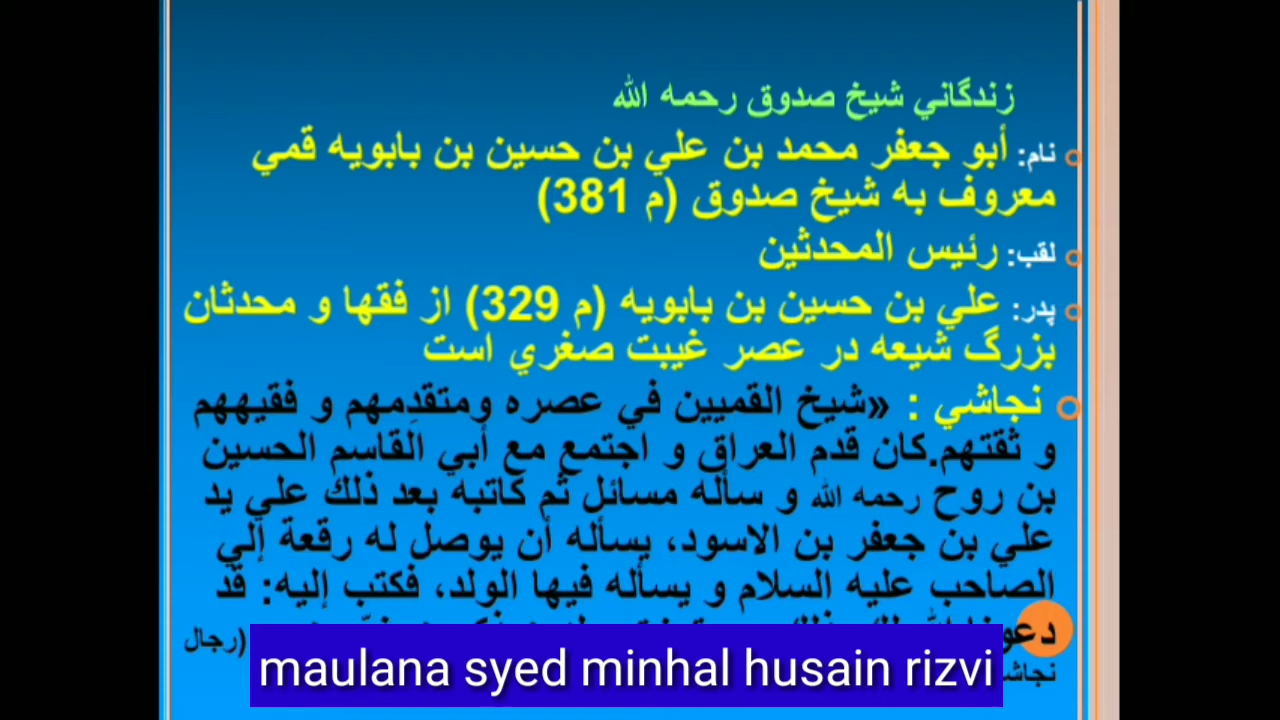 زندگاني شيخ صدوق رحمه الله
نام: أبو جعفر محمد بن علي بن حسين بن بابويه قمي
معروف به شيخ صدوق (م 381)
لقب: رئيس المحدثين
پدر: علي بن حسين بن بابويه (م 329) از فقها و محدثان
بزرگ شيعه در عصر غيبت صغري است
نجاشي : «شيخ القميين في عصره ومتقدِمهم و فقيههم
و ثقتهم.كان قدم العراق و اجتمع مع أبي القاسم الحسين
بن روح رحمه الله و سأله مسائل ثم كاتبه بعد ذلك علي يد
علي بن جعفر بن الاسود، يسأله أن يوصل له رقعة إلي
الصاحب عليه السلام و يسأله فيها الولد، فكتب إليه: قد
(رجال
maulana syed minhal husain rizvi